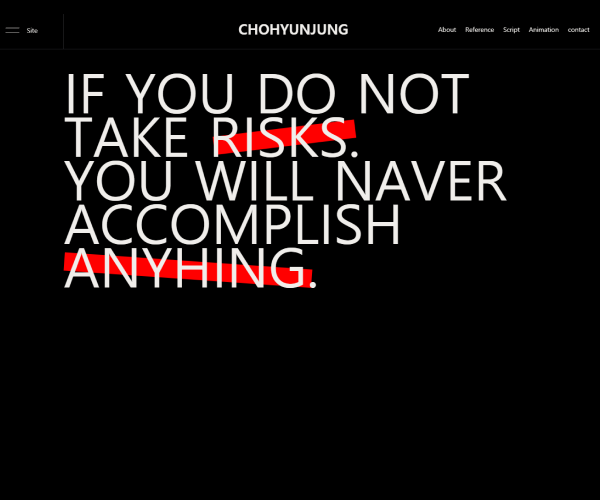 Site
CHOHYUNJUNG
About Reference Script Animation contact
IF YOU DO NOT
TAKE RISKS.
YOU WILL NAVER
ACCOMPLISH
ANYHING.